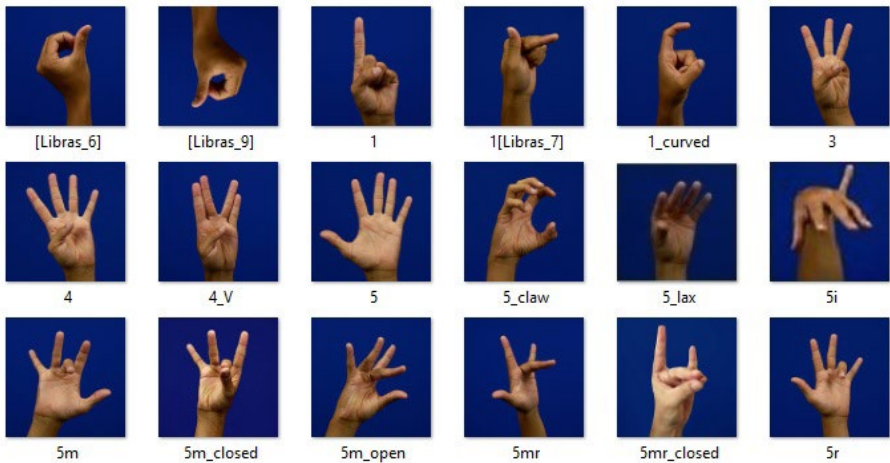 [Libras_6] [Libras_9] 1 1[Libras_7] 1_curved 3
4 4_V 5 5_claw 5_lax 5i
5m 5m_closed 5m_open 5mr 5mr_closed 5r